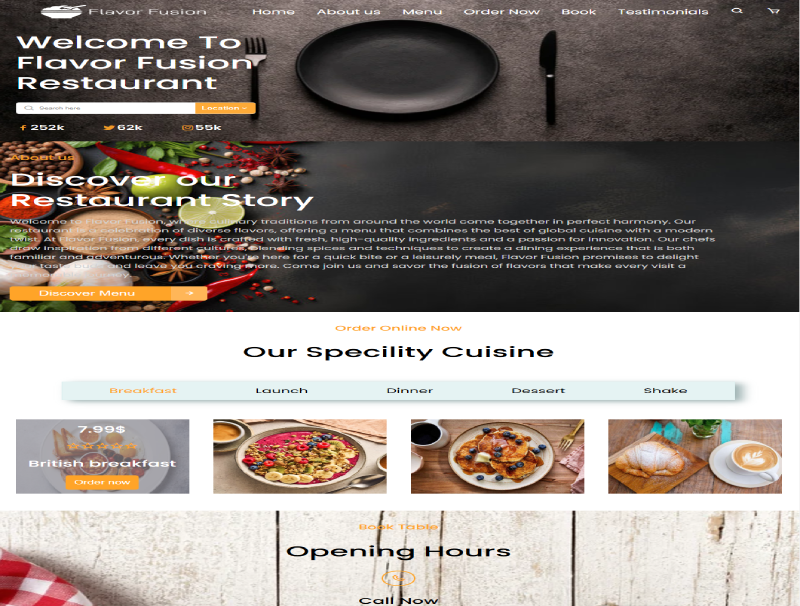 Flavor Fusion
Home About us Menu Order Now Book Testimonials
Welcome To
Flavor Fusion
Restaurant
Search here Location
252k 62k 55k
About us
Discover our
Restaurant Story
Welcome to Flavor Fusion, where culinary traditions from around the world come together in perfect harmony. Our
restaurant is a celebration of diverse flavors, offering a menu that combines the best of global cuisine with a modern
twist. At Flavor Fusion, every dish is crafted with fresh, high-quality ingredients and a passion for innovation. Our chefs
draw inspiration from different cultures, blending spices and techniques to create a dining experience that is both
familiar and adventurous. Whether you're here for a quick bite or a leisurely meal, Flavor Fusion promises to delight
your taste buds and leave you craving more. Come join us and savor the fusion of flavors that make every visit a
Discover Menu
Order Online Now
Our Specility Cuisine
Breakfast Launch Dinner Dessert Shake
7.99$
British breakfast
Order now
Book Table
Opening Hours
Call Now